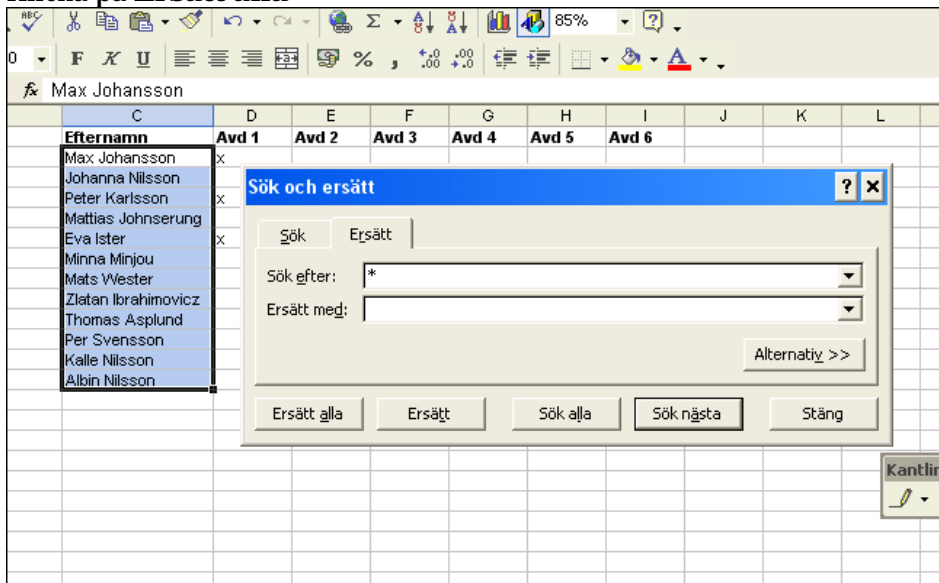 85%
F K U
fx Max Johansson
C D E F G H I J K L
Efternamn Avd 1 Avd 2 Avd 3 Avd 4 Avd 5 Avd 6
Max Johansson x
Johanna Nilsson
Peter Karlsson x
Mattias Johnserung
Eva Ister x
Minna Minjou
Mats Wester
Zlatan Ibrahimovicz
Thomas Asplund
Per Svensson
Kalle Nilsson
Albin Nilsson
Sök och ersätt
Sök Ersätt
Sök efter: *
Ersätt med:
Alternativ >>
Ersätt alla Ersätt Sök alla Sök nästa Stäng